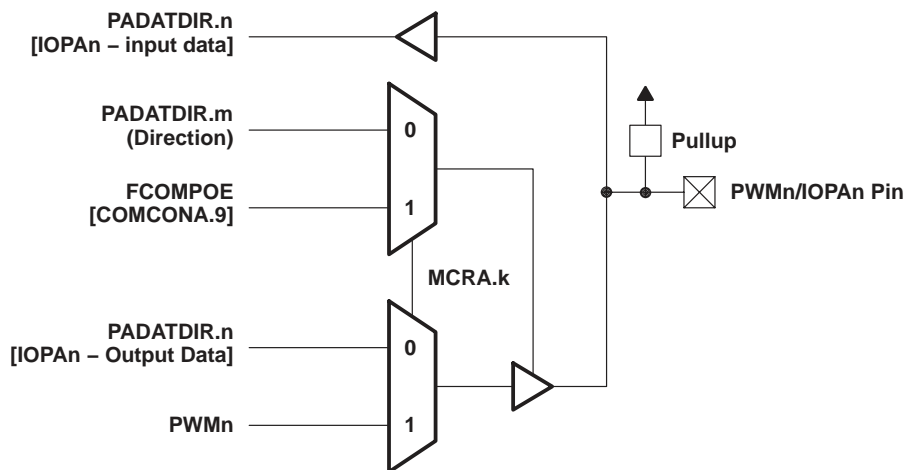 PADATDIR.n
[IOPAn – input data]
PADATDIR.m
(Direction)
0
Pullup
FCOMPOE
[COMCONA.9]
1
PWMn/IOPAn Pin
MCRA.k
PADATDIR.n
[IOPAn – Output Data]
0
PWMn
1